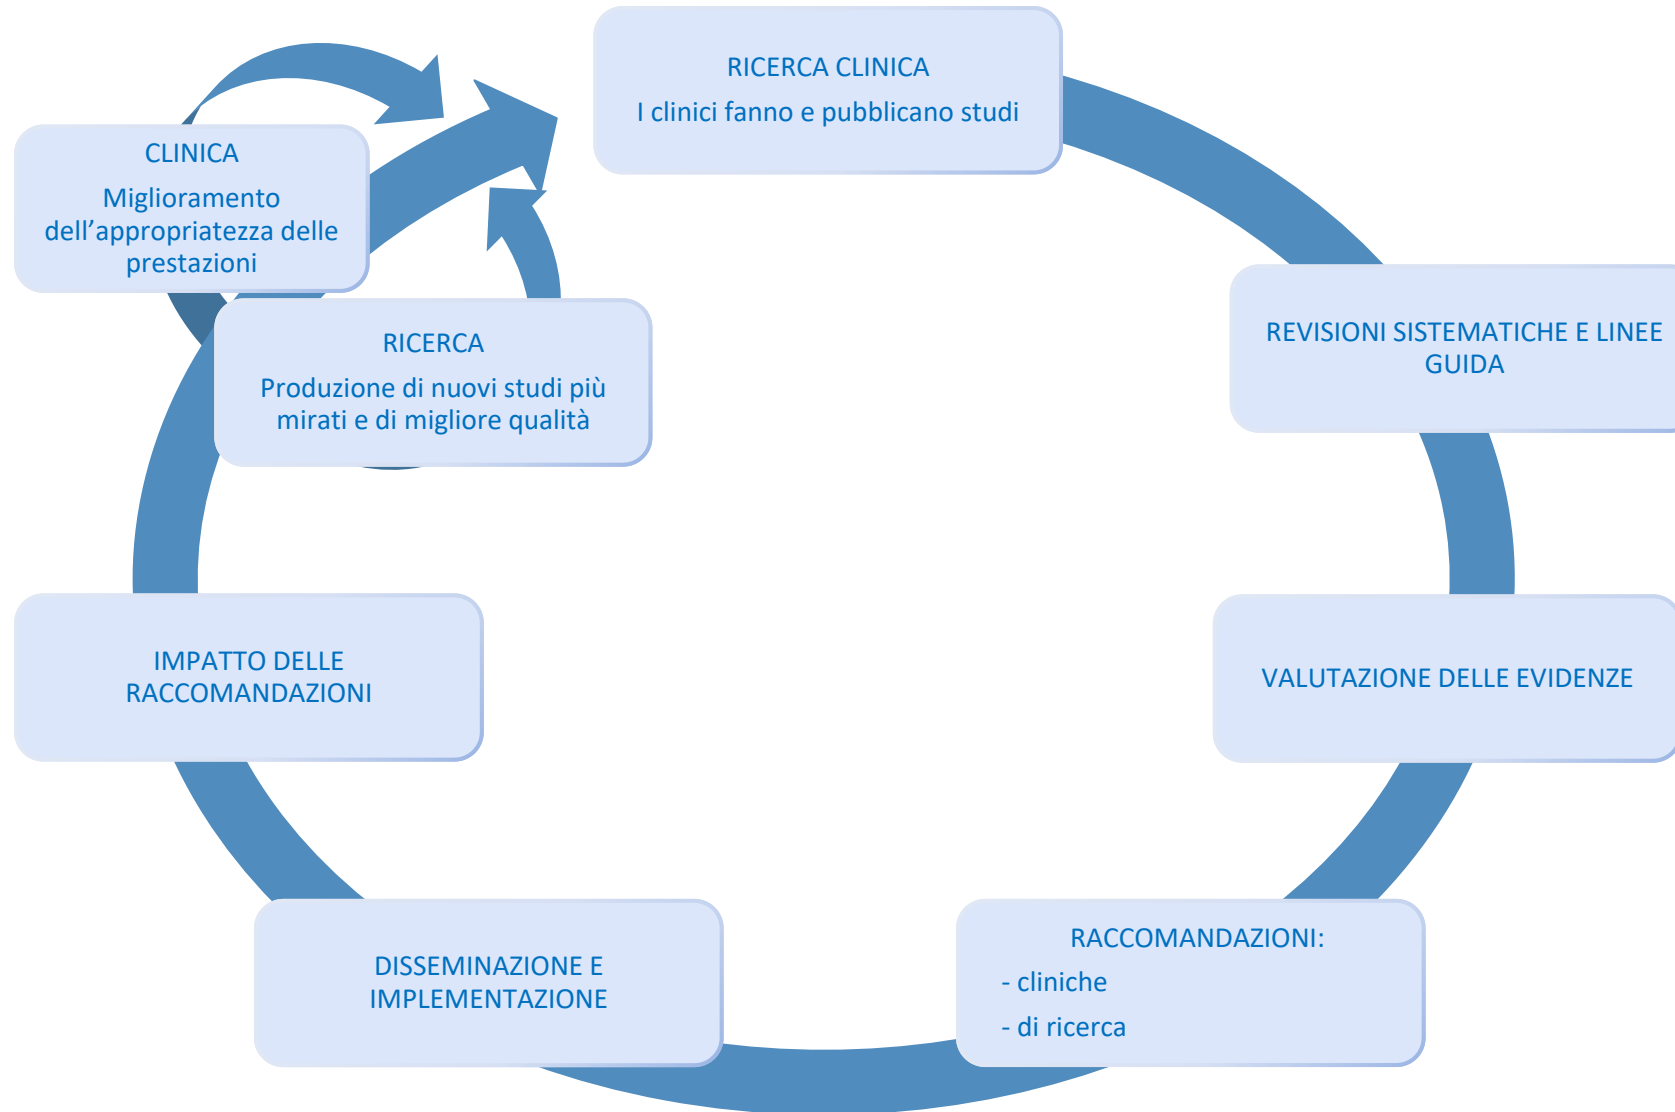 RICERCA CLINICA
I clinici fanno e pubblicano studi
CLINICA
Miglioramento
dell’appropriatezza delle
prestazioni
RICERCA
Produzione di nuovi studi più
mirati e di migliore qualità
REVISIONI SISTEMATICHE E LINEE
GUIDA
IMPATTO DELLE
RACCOMANDAZIONI
VALUTAZIONE DELLE EVIDENZE
DISSEMINAZIONE E
IMPLEMENTAZIONE
RACCOMANDAZIONI:
- cliniche
- di ricerca